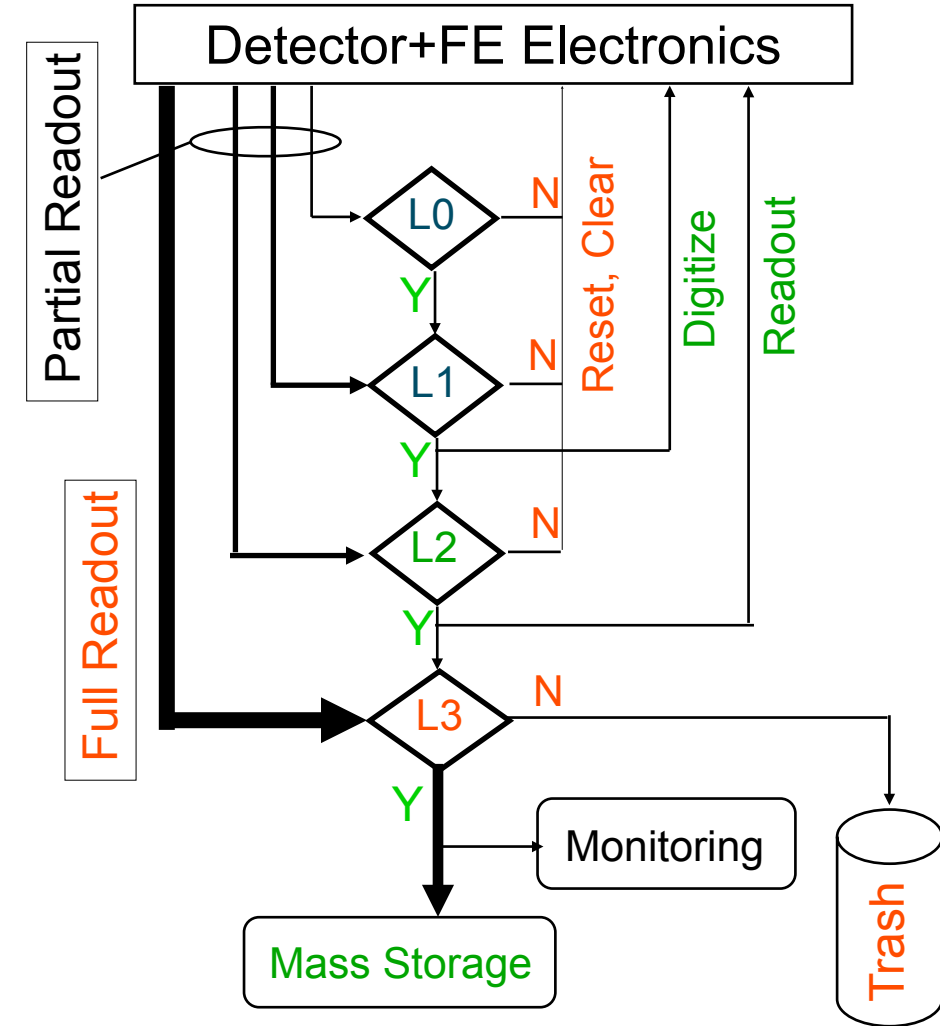 Detector+FE Electronics
Partial Readout
L0
N
Y
Reset, Clear
Digitize
Readout
L1
N
Y
Full Readout
L2
N
Y
L3
N
Y
Monitoring
Mass Storage
Trash